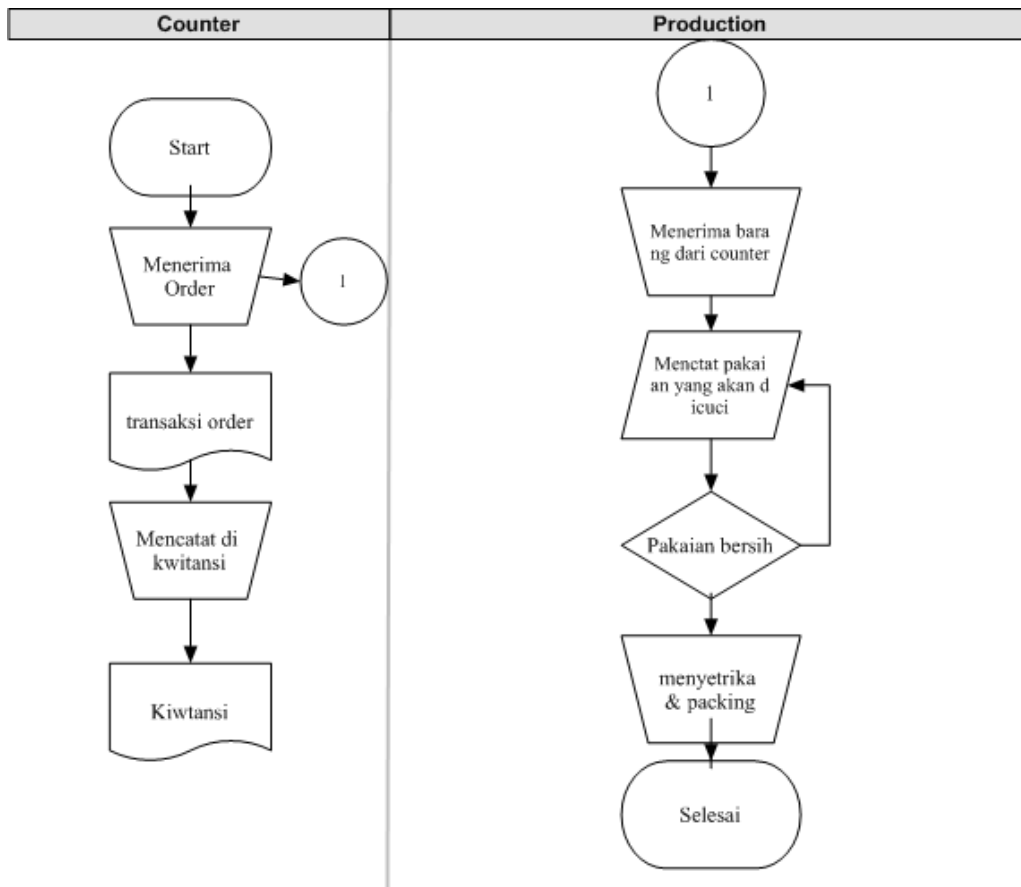 Counter
Production
Start
Menerima
Order
1
transaksi order
Mencatat di
kwitansi
Kiwtansi
1
Menerima bara
ng dari counter
Menctat pakai
an yang akan d
icuci
Pakaian bersih
menyetrika
& packing
Selesai